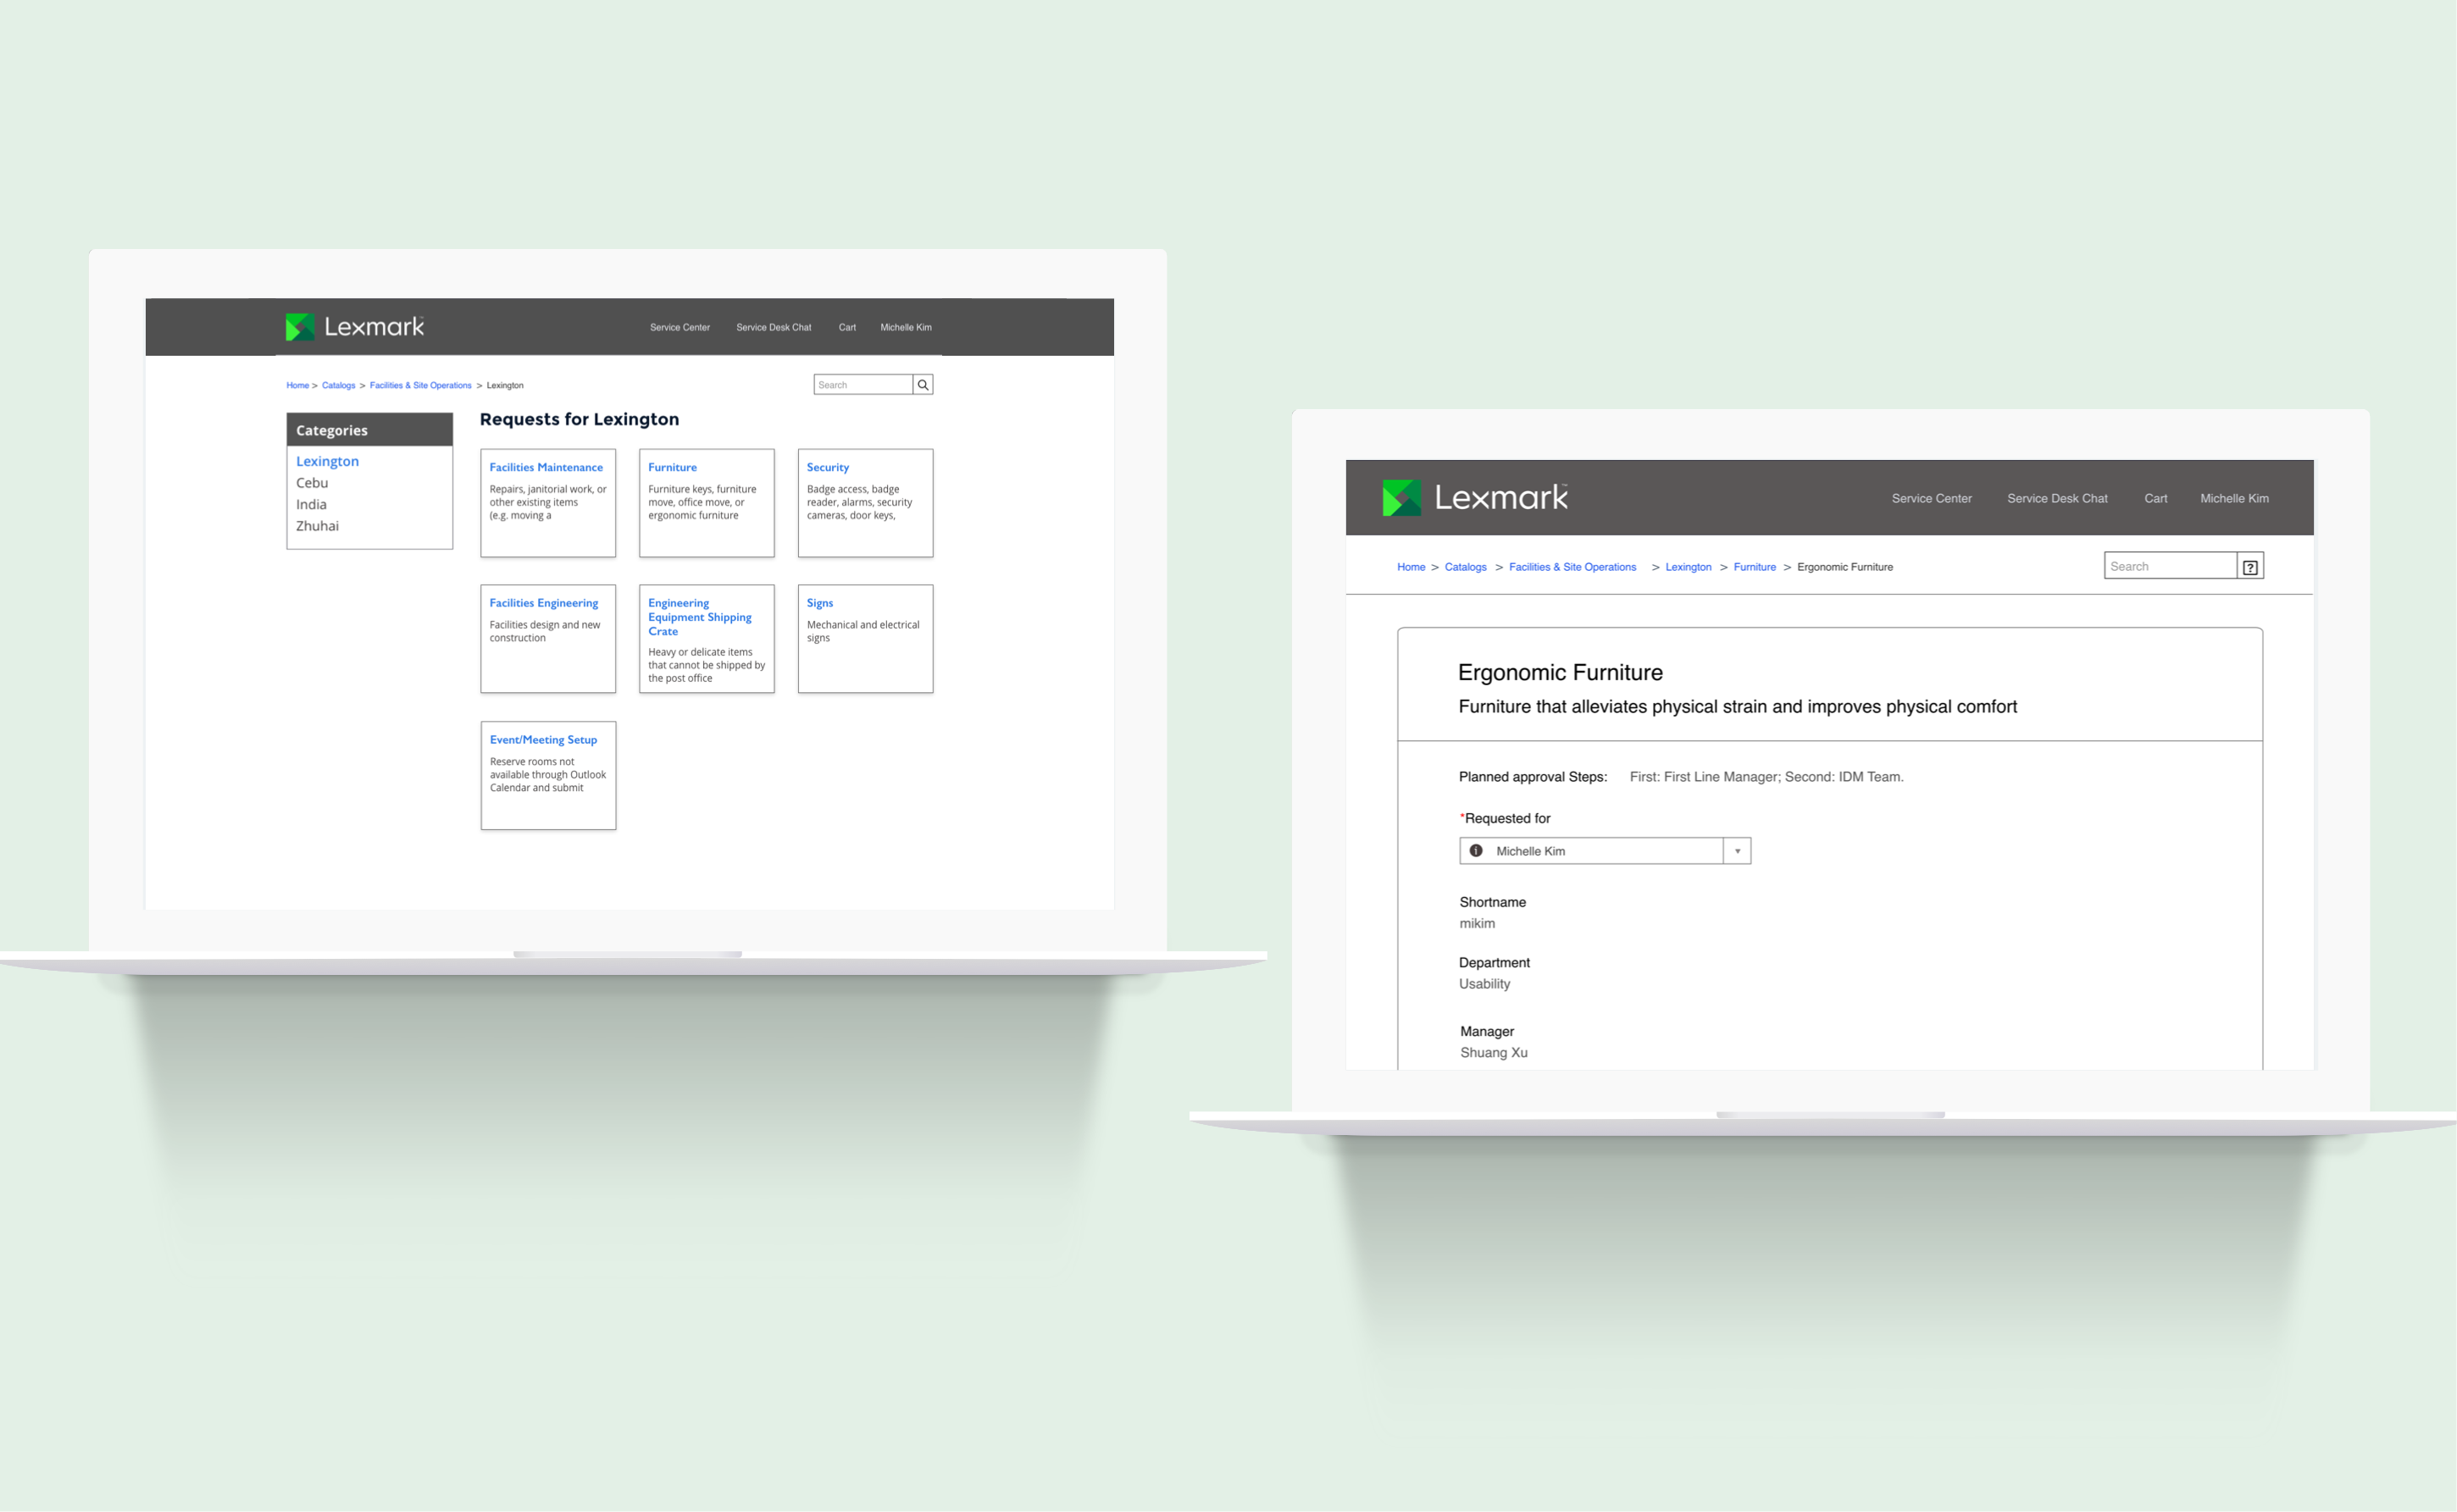 Lexmark™
Service Center Service Desk Chat Cart Michelle Kim
Home > Catalogs > Facilities & Site Operations > Lexington
Search
Categories
Lexington
Cebu
India
Zhuhai
Requests for Lexington
Facilities Maintenance
Repairs, janitorial work, or
other existing items
(e.g. moving a
Furniture
Furniture keys, furniture
move, office move, or
ergonomic furniture
Security
Badge access, badge
reader, alarms, security
cameras, door keys,
Facilities Engineering
Facilities design and new
construction
Engineering
Equipment Shipping
Crate
Heavy or delicate items
that cannot be shipped by
the post office
Signs
Mechanical and electrical
signs
Event/Meeting Setup
Reserve rooms not
available through Outlook
Calendar and submit
Lexmark™
Service Center Service Desk Chat Cart Michelle Kim
Home > Catalogs > Facilities & Site Operations > Lexington > Furniture > Ergonomic Furniture
Search ?
Ergonomic Furniture
Furniture that alleviates physical strain and improves physical comfort
Planned approval Steps: First: First Line Manager; Second: IDM Team.
*Requested for
i Michelle Kim
Shortname
mikim
Department
Usability
Manager
Shuang Xu